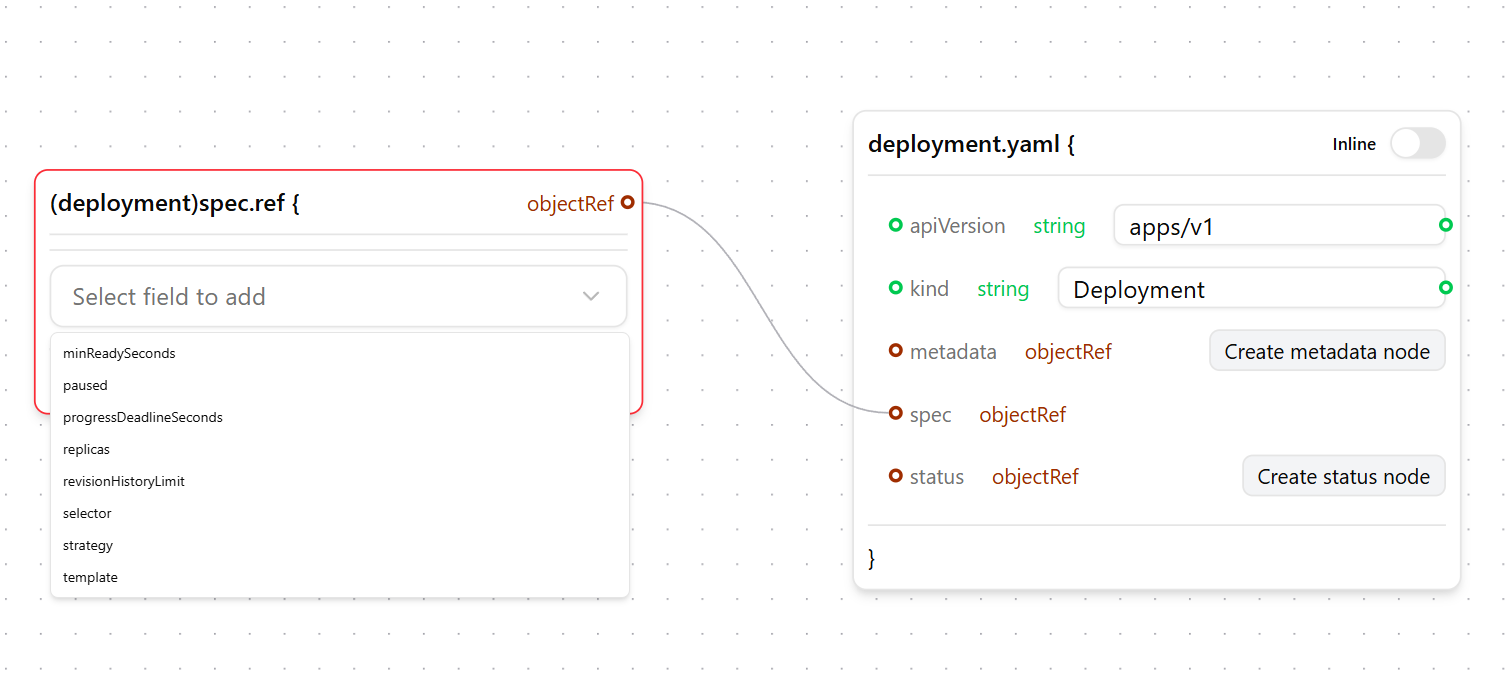 (deployment)spec.ref {
objectRef
Select field to add
minReadySeconds
paused
progressDeadlineSeconds
replicas
revisionHistoryLimit
selector
strategy
template
deployment.yaml {
Inline
apiVersion string apps/v1
kind string Deployment
metadata objectRef Create metadata node
spec objectRef
status objectRef Create status node
}